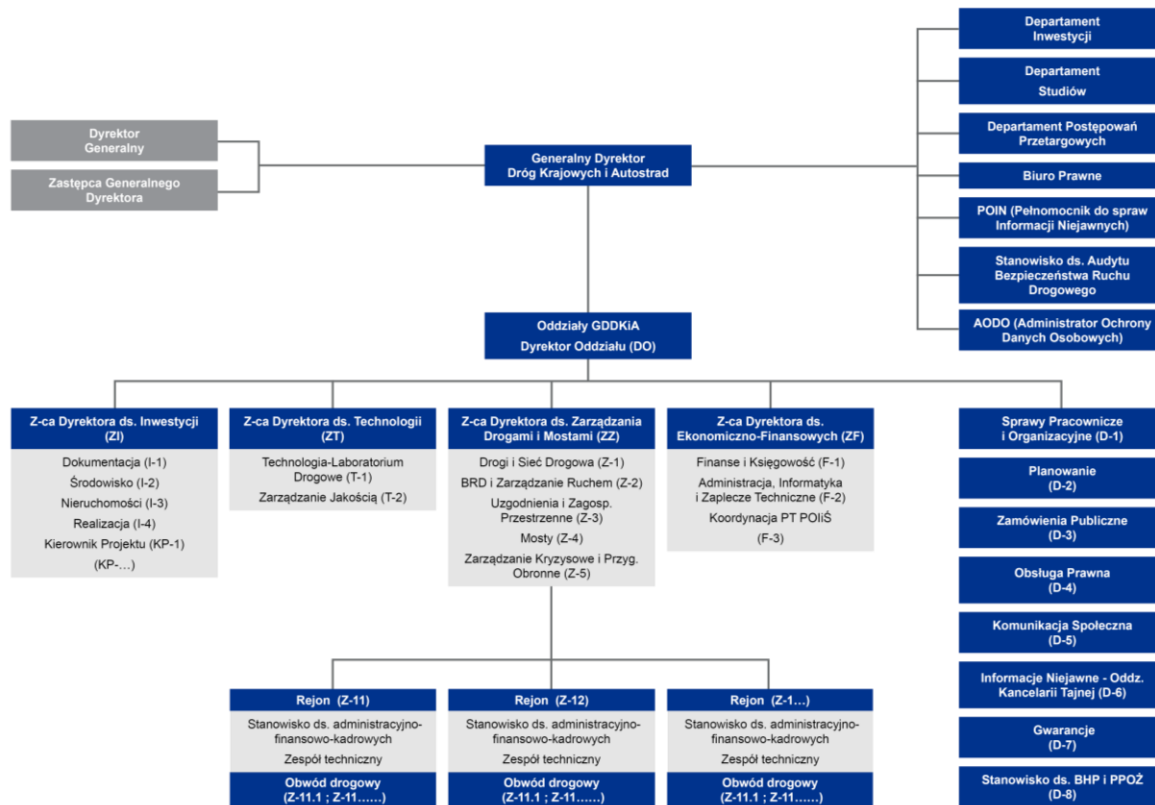 Departament
Inwestycji
Departament
Studiów
Departament Postępowań
Przetargowych
Biuro Prawne
POIN (Pełnomocnik do spraw
Informacji Niejawnych)
Stanowisko ds. Audytu
Bezpieczeństwa Ruchu
Drogowego
AODO (Administrator Ochrony
Danych Osobowych)
Dyrektor
Generalny
Zastępca Generalnego
Dyrektora
Generalny Dyrektor
Dróg Krajowych i Autostrad
Oddziały GDDKiA
Dyrektor Oddziału (DO)
Z-ca Dyrektora ds. Inwestycji
(ZI)
Dokumentacja (I-1)
Środowisko (I-2)
Nieruchomości (I-3)
Realizacja (I-4)
Kierownik Projektu (KP-1)
(KP-...)
Z-ca Dyrektora ds. Technologii
(ZT)
Technologia-Laboratorium
Drogowe (T-1)
Zarządzanie Jakością (T-2)
Z-ca Dyrektora ds. Zarządzania
Drogami i Mostami (ZZ)
Drogi i Sieć Drogowa (Z-1)
BRD i Zarządzanie Ruchem (Z-2)
Uzgodnienia i Zagosp.
Przestrzenne (Z-3)
Mosty (Z-4)
Zarządzanie Kryzysowe i Przyg.
Obronne (Z-5)
Z-ca Dyrektora ds.
Ekonomiczno-Finansowych (ZF)
Finanse i Księgowość (F-1)
Administracja, Informatyka
i Zaplecze Techniczne (F-2)
Koordynacja PT POIiŚ
(F-3)
Sprawy Pracownicze
i Organizacyjne (D-1)
Planowanie
(D-2)
Zamówienia Publiczne
(D-3)
Obsługa Prawna
(D-4)
Komunikacja Społeczna
(D-5)
Informacje Niejawne - Oddz.
Kancelarii Tajnej (D-6)
Gwarancje
(D-7)
Stanowisko ds. BHP i PPOŻ
(D-8)
Rejon (Z-11)
Stanowisko ds. administracyjno-
finansowo-kadrowych
Zespół techniczny
Obwód drogowy
(Z-11.1 ; Z-11......)
Rejon (Z-12)
Stanowisko ds. administracyjno-
finansowo-kadrowych
Zespół techniczny
Obwód drogowy
(Z-11.1 ; Z-11......)
Rejon (Z-1...)
Stanowisko ds. administracyjno-
finansowo-kadrowych
Zespół techniczny
Obwód drogowy
(Z-11.1 ; Z-11......)